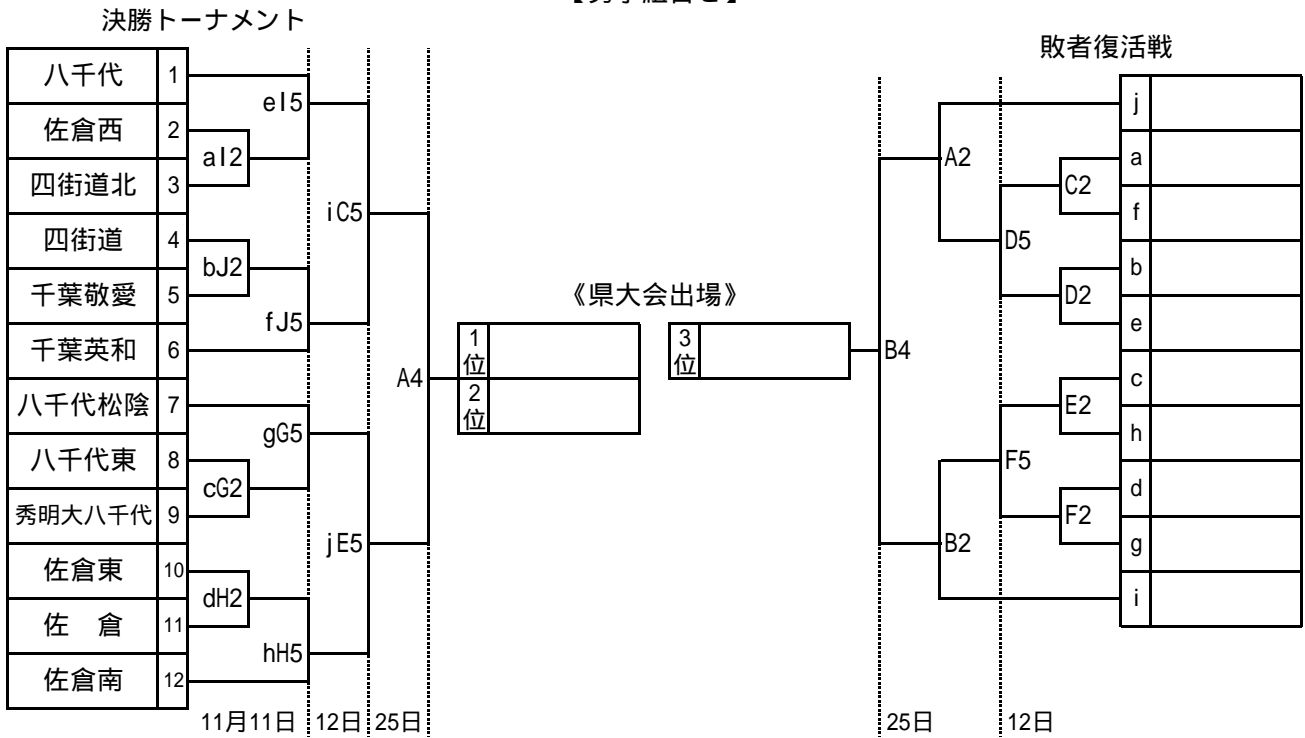 決勝トーナメント
敗者復活戦
八千代 1
佐倉西 2
四街道北 3
四街道 4
千葉敬愛 5
千葉英和 6
八千代松陰 7
八千代東 8
秀明大八千代 9
佐倉東 10
佐　倉 11
佐倉南 12
eI5
aI2
iC5
bJ2
fJ5
A4
gG5
cG2
jE5
dH2
hH5
《県大会出場》
1位
2位
3位
B4
A2
C2
D5
D2
E2
F5
F2
B2
j
a
f
b
e
c
h
d
g
i
11月11日 12日 25日
25日 12日